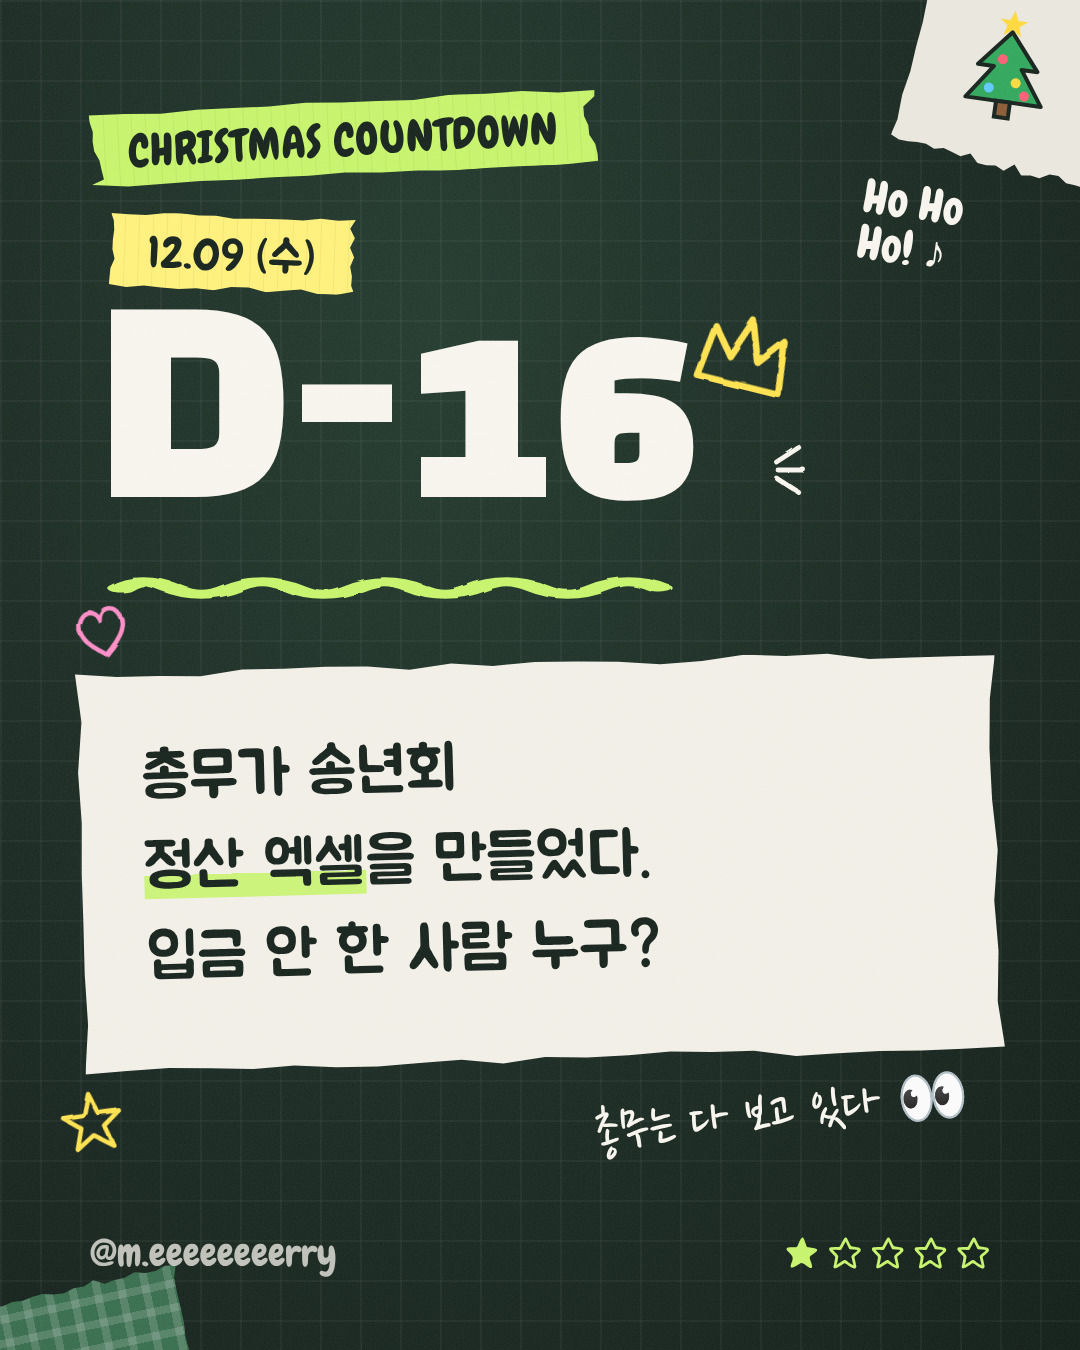 CHRISTMAS COUNTDOWN
Ho Ho
Ho! ♪
12.09 (수)
D-16
총무가 송년회
정산 엑셀을 만들었다.
입금 안 한 사람 누구?
총무는 다 보고 있다 👀
@m.eeeeeeeerry